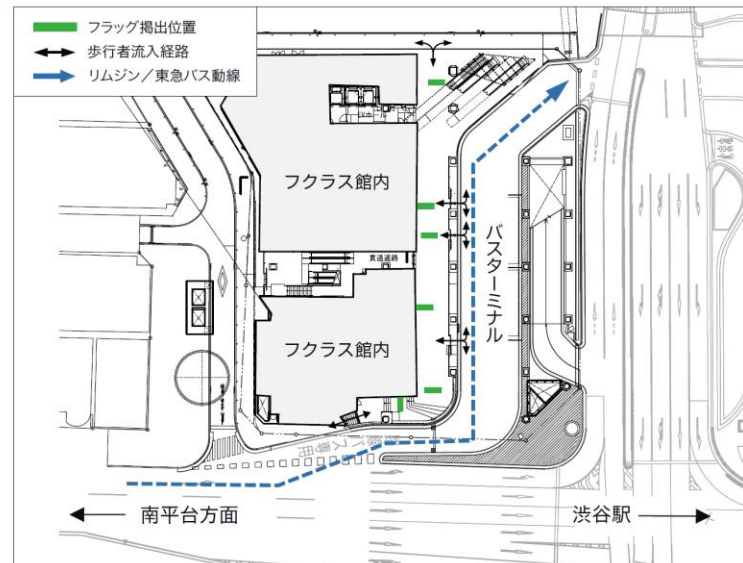 フラッグ掲出位置
歩行者流入経路
リムジン／東急バス動線
フクラス館内
バスターミナル
貫通通路
フクラス館内
南平台方面
渋谷駅